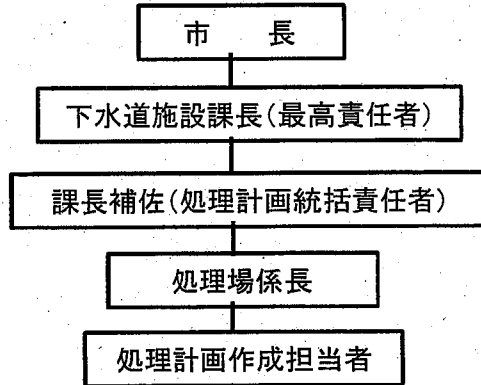 市　　長
下水道施設課長（最高責任者）
課長補佐（処理計画統括責任者）
処理場係長
処理計画作成担当者